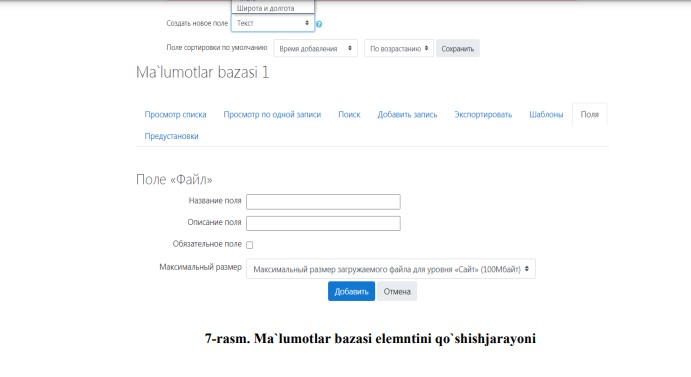 Широта и долгота
Создать новое поле Текст
Поле сортировки по умолчанию Время добавления По возрастанию Сохранить
Ma`lumotlar bazasi 1
Просмотр списка Просмотр по одной записи Поиск Добавить запись Экспортировать Шаблоны Поля
Предустановки
Поле «Файл»
Название поля
Описание поля
Обязательное поле
Максимальный размер Максимальный размер загружаемого файла для уровня «Сайт» (100Мбайт)
Добавить Отмена
7-rasm. Ma`lumotlar bazasi elemntini qo`shishjarayoni